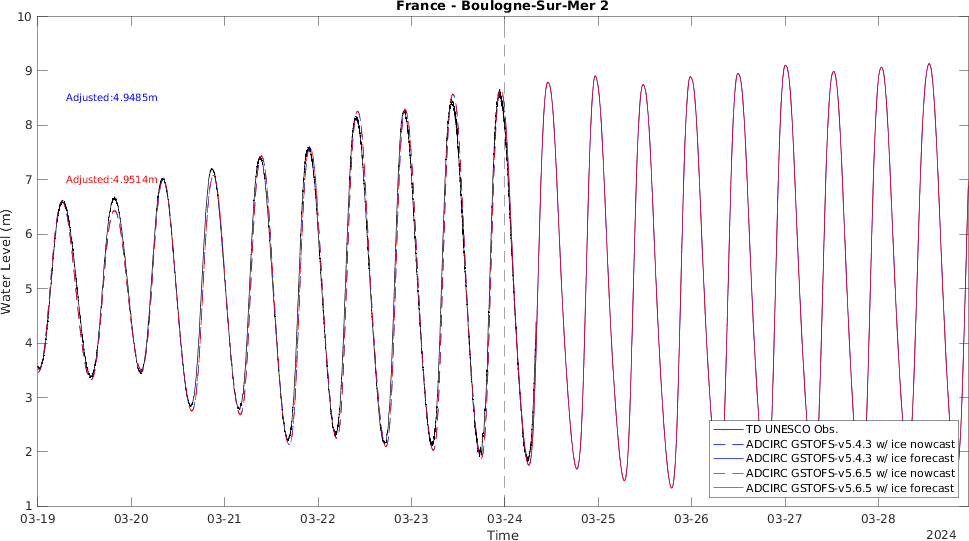 France - Boulogne-Sur-Mer 2
10
9
8
7
6
5
4
3
2
1
Water Level (m)
Adjusted:4.9485m
Adjusted:4.9514m
TD UNESCO Obs.
ADCIRC GSTOFS-v5.4.3 w/ ice nowcast
ADCIRC GSTOFS-v5.4.3 w/ ice forecast
ADCIRC GSTOFS-v5.6.5 w/ ice nowcast
ADCIRC GSTOFS-v5.6.5 w/ ice forecast
03-19 03-20 03-21 03-22 03-23 03-24 03-25 03-26 03-27 03-28
Time
2024